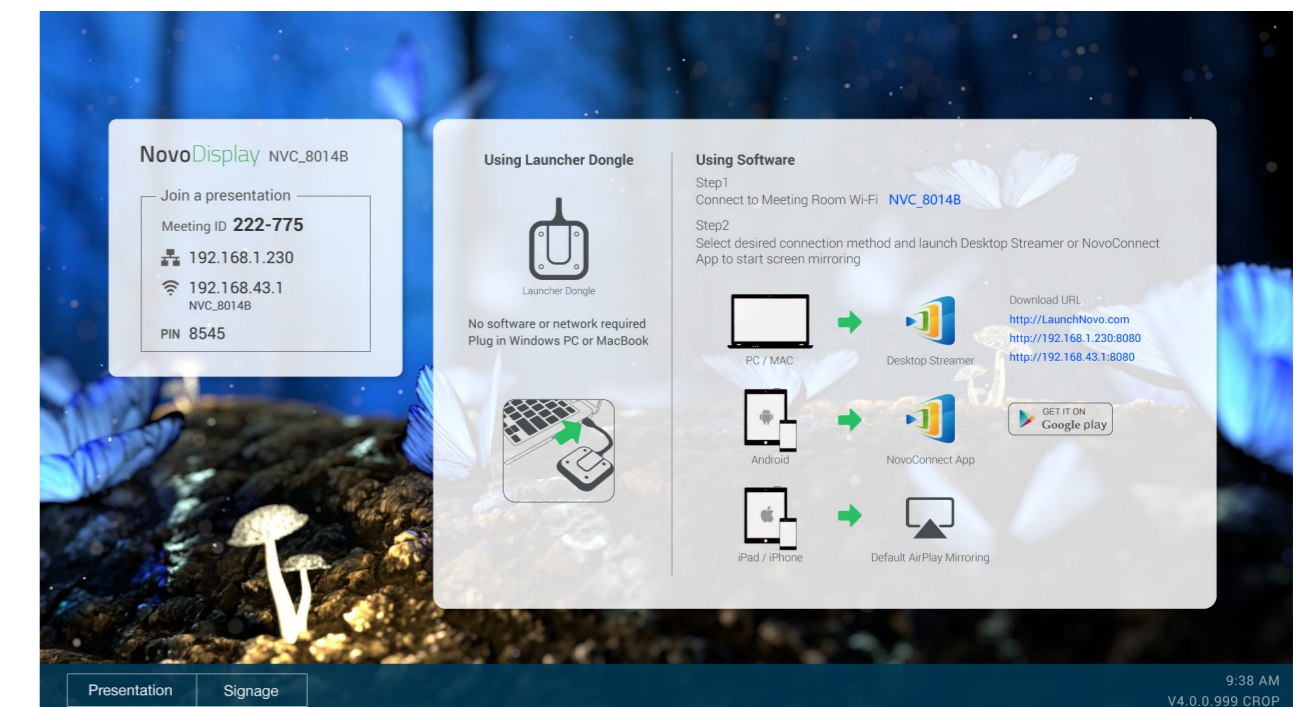 NovoDisplay NVC_8014B
Join a presentation
Meeting ID 222-775
192.168.1.230
192.168.43.1
NVC_8014B
PIN 8545
Using Launcher Dongle
Launcher Dongle
No software or network required
Plug in Windows PC or MacBook
Using Software
Step1
Connect to Meeting Room Wi-Fi NVC_8014B
Step2
Select desired connection method and launch Desktop Streamer or NovoConnect
App to start screen mirroring
PC / MAC
Desktop Streamer
Download URL
http://LaunchNovo.com
http://192.168.1.230:8080
http://192.168.43.1:8080
Android
NovoConnect App
GET IT ON
Google play
iPad / iPhone
Default AirPlay Mirroring
Presentation
Signage
9:38 AM
V4.0.0.999 CROP